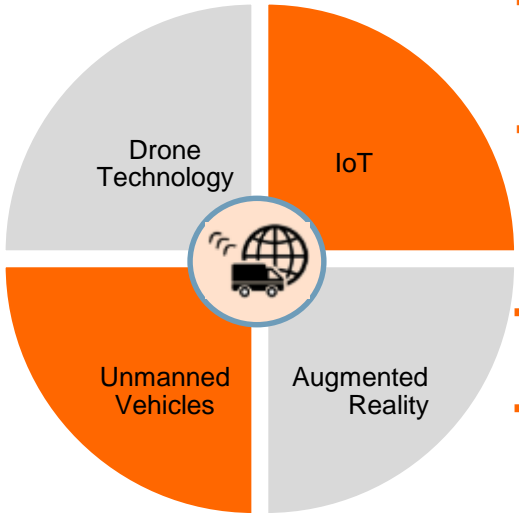 Drone
Technology
IoT
Unmanned
Vehicles
Augmented
Reality